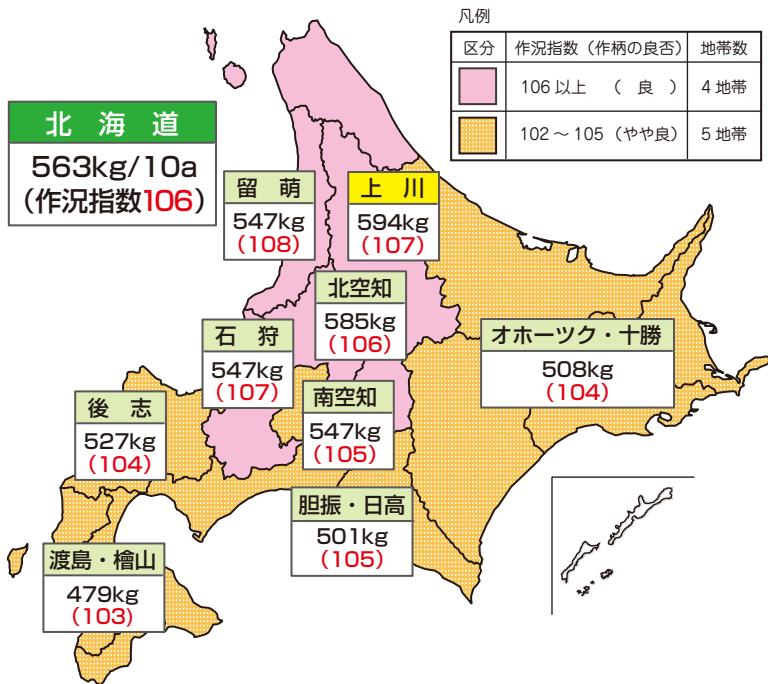 凡例
区分 作況指数（作柄の良否） 地帯数
106 以上 （ 良 ） 4 地帯
102 ～ 105 （やや良） 5 地帯
北 海 道
563kg/10a
（作況指数106）
留 萌
547kg
（108）
上 川
594kg
（107）
北空知
585kg
（106）
石 狩
547kg
（107）
オホーツク・十勝
508kg
（104）
後 志
527kg
（104）
南空知
547kg
（105）
胆振・日高
501kg
（105）
渡島・檜山
479kg
（103）